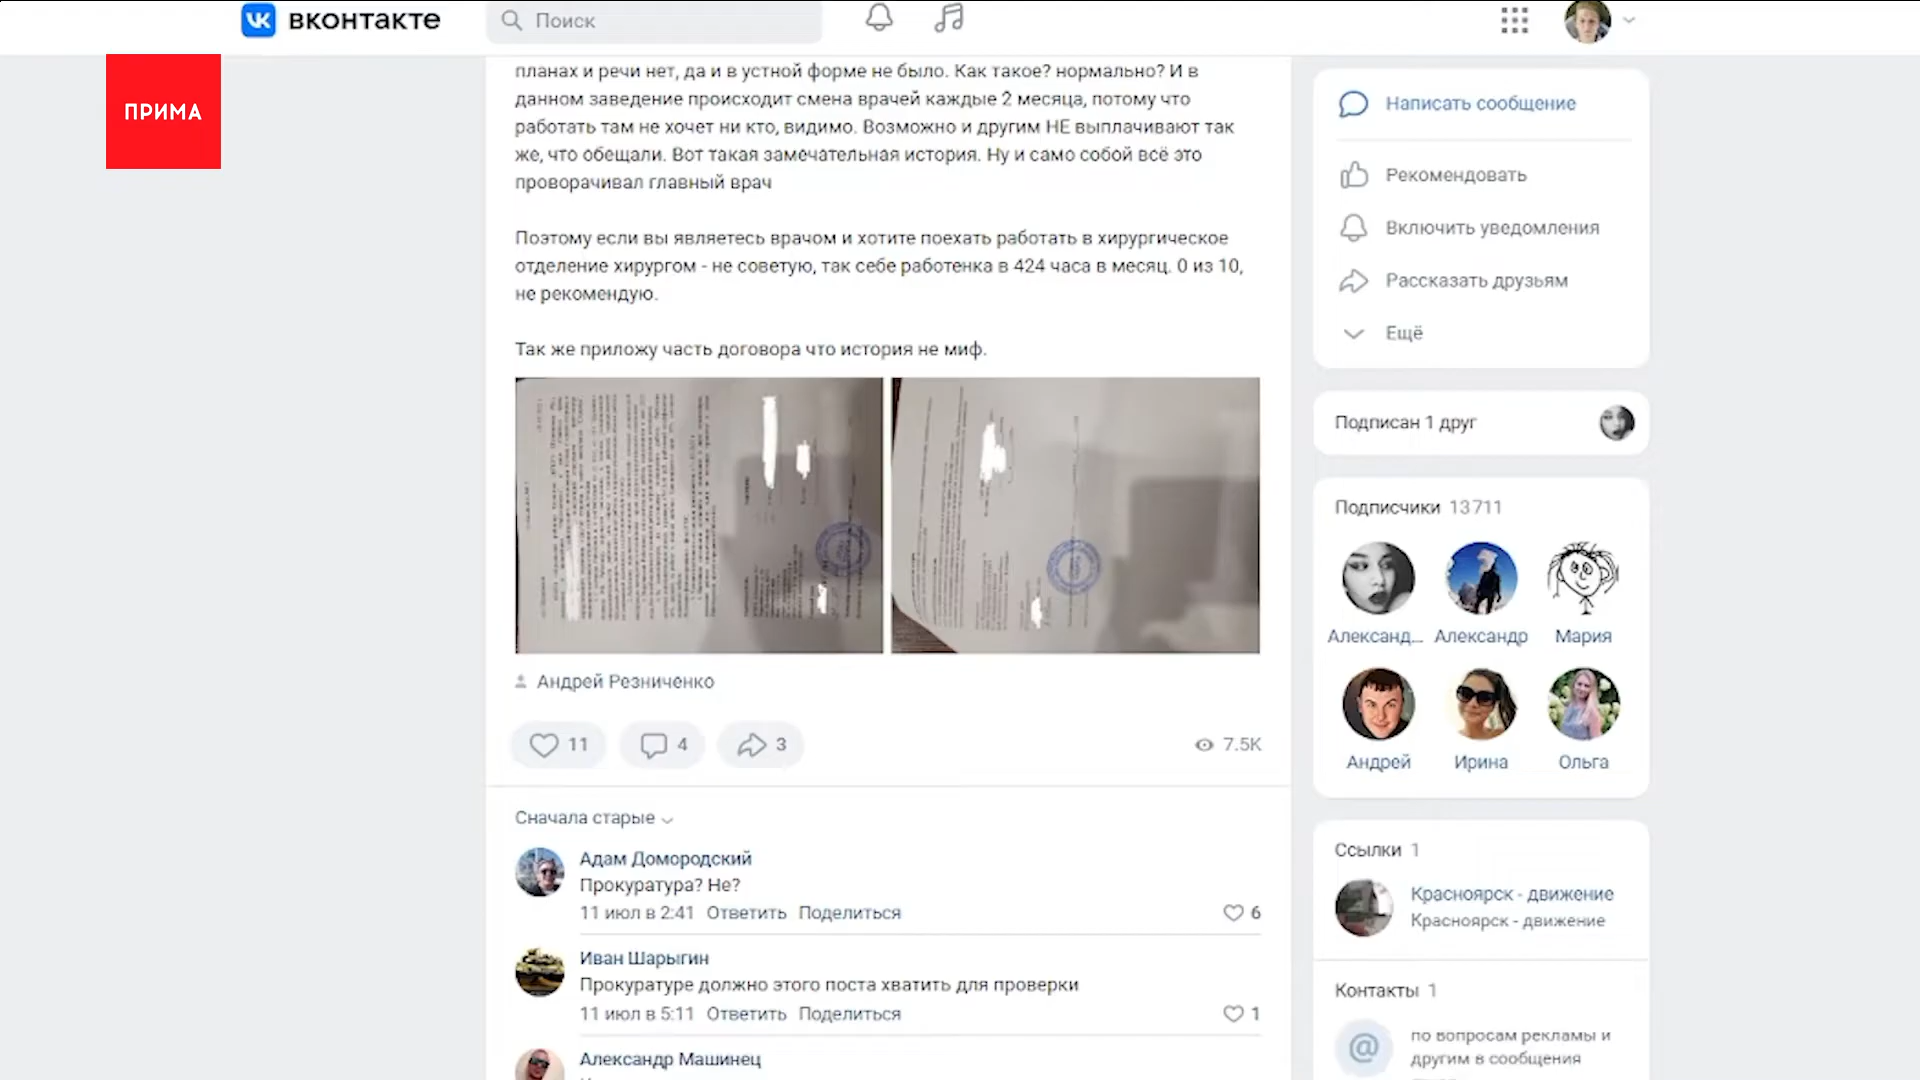 вконтакте
Поиск
ПРИМА
планах и речи нет, да и в устной форме не было. Как такое? нормально? И в
данном заведение происходит смена врачей каждые 2 месяца, потому что
работать там не хочет ни кто, видимо. Возможно и другим НЕ выплачивают так
же, что обещали. Вот такая замечательная история. Ну и само собой всё это
проворачивал главный врач
Поэтому если вы являетесь врачом и хотите поехать работать в хирургическое
отделение хирургом - не советую, так себе работенка в 424 часа в месяц. 0 из 10,
не рекомендую.
Так же приложу часть договора что история не миф.
Андрей Резниченко
11 4 3 7.5K
Сначала старые
Адам Домородский
Прокуратура? Не?
11 июл в 2:41 Ответить Поделиться 6
Иван Шарыгин
Прокуратуре должно этого поста хватить для проверки
11 июл в 5:11 Ответить Поделиться 1
Александр Машинец
Написать сообщение
Рекомендовать
Включить уведомления
Рассказать друзьям
Ещё
Подписан 1 друг
Подписчики 13711
Александ... Александр Мария
Андрей Ирина Ольга
Ссылки 1
Красноярск - движение
Красноярск - движение
Контакты 1
по вопросам рекламы и
другим в сообщения